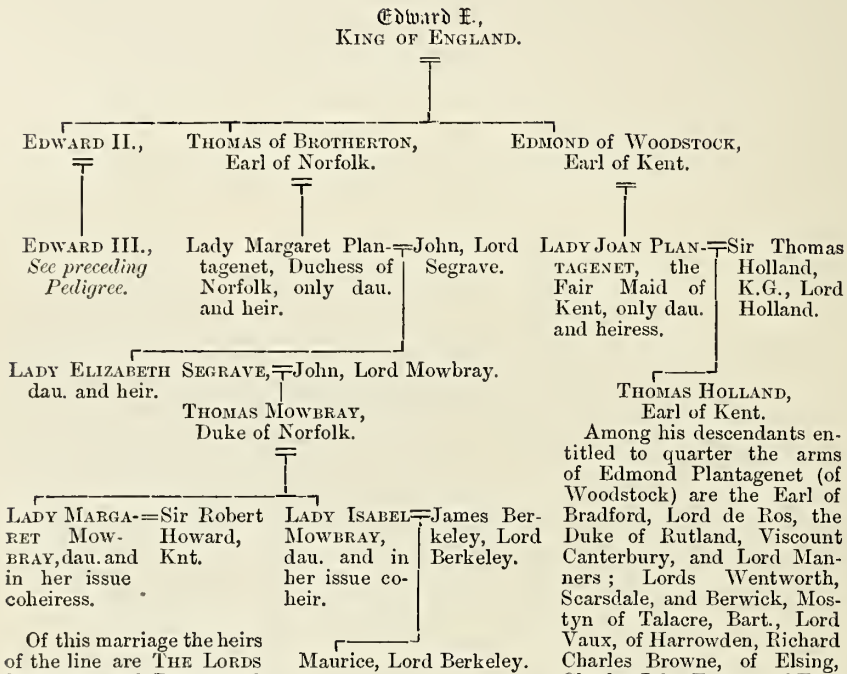 Edward I.,
KING OF ENGLAND.
EDWARD II.,
THOMAS of BROTHERTON,
Earl of Norfolk.
EDMOND of WOODSTOCK,
Earl of Kent.
EDWARD III.,
See preceding
Pedigree.
Lady Margaret Plan-
tagenet, Duchess of
Norfolk, only dau.
and heir.
John, Lord
Segrave.
LADY JOAN PLAN-
TAGENET, the
Fair Maid of
Kent, only dau.
and heiress.
Sir Thomas
Holland,
K.G., Lord
Holland.
LADY ELIZABETH SEGRAVE,
dau. and heir.
John, Lord Mowbray.
THOMAS MOWBRAY,
Duke of Norfolk.
THOMAS HOLLAND,
Earl of Kent.
Among his descendants en-
titled to quarter the arms
of Edmond Plantagenet (of
Woodstock) are the Earl of
Bradford, Lord de Ros, the
Duke of Rutland, Viscount
Canterbury, and Lord Man-
ners; Lords Wentworth,
Scarsdale, and Berwick, Mos-
tyn of Talacre, Bart., Lord
Vaux, of Harrowden, Richard
Charles Browne, of Elsing,
LADY MARGA-
RET MOW-
BRAY, dau. and
in her issue
coheiress.
Sir Robert
Howard,
Knt.
LADY ISABEL
MOWBRAY,
dau. and in
her issue co-
heir.
James Ber-
keley, Lord
Berkeley.
Of this marriage the heirs
of the line are THE LORDS
Maurice, Lord Berkeley.